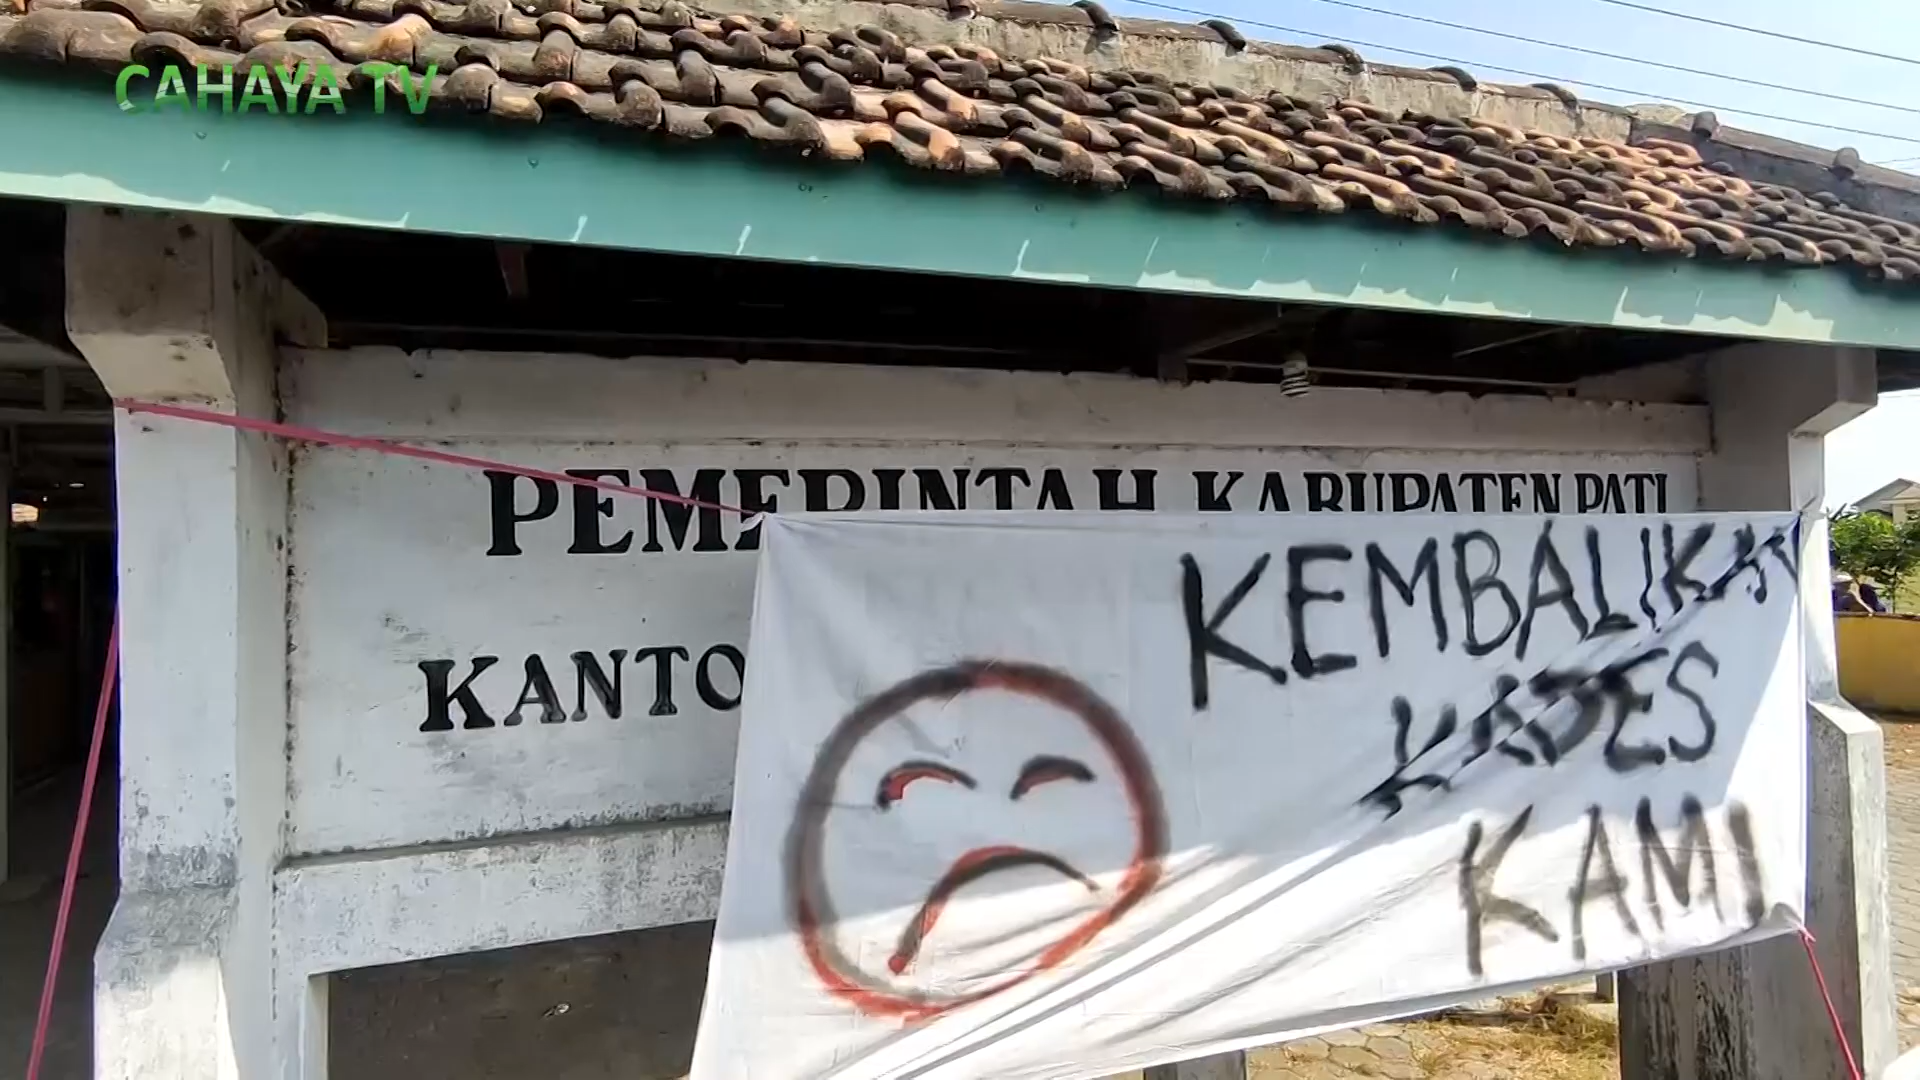 CAHAYA TV
PEMERINTAH KABUPATEN PATI
KANTO
KEMBALIKAN
KADES
KAMI